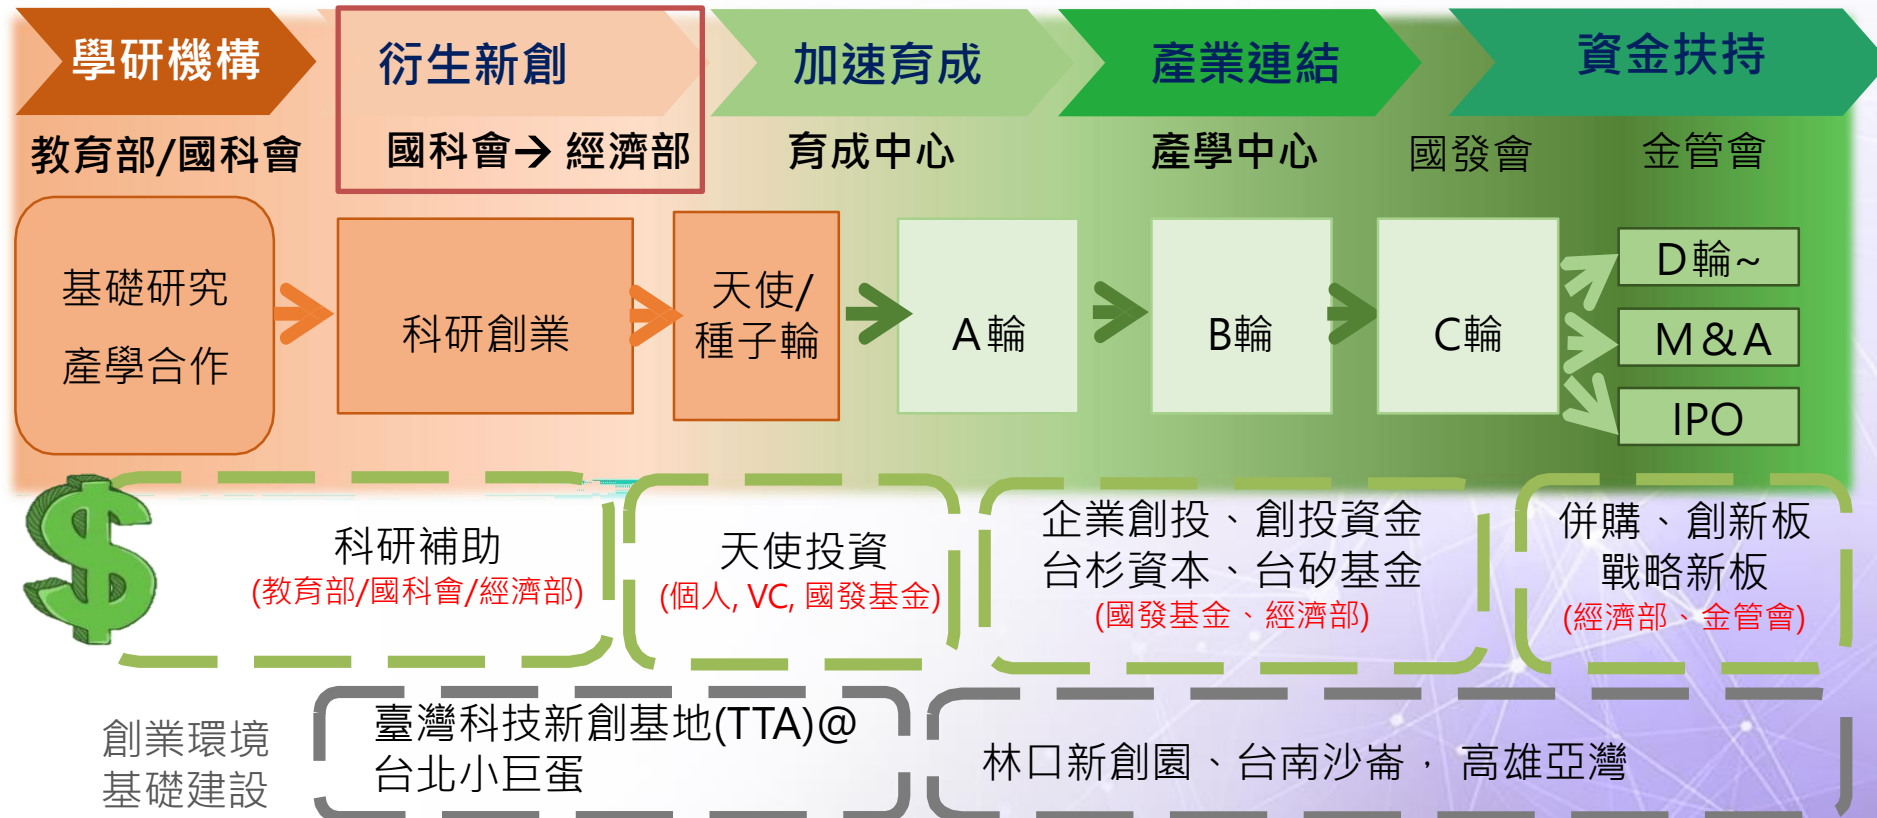 學研機構
衍生新創
加速育成
產業連結
資金扶持
教育部/國科會
國科會→ 經濟部
育成中心
產學中心
國發會
金管會
基礎研究
產學合作
科研創業
天使/
種子輪
A輪
B輪
C輪
D輪~
M&A
IPO
科研補助
(教育部/國科會/經濟部)
天使投資
(個人, VC, 國發基金)
企業創投、創投資金
台杉資本、台矽基金
(國發基金、經濟部)
併購、創新板
戰略新板
(經濟部、金管會)
創業環境
基礎建設
臺灣科技新創基地(TTA)@
台北小巨蛋
林口新創園、台南沙崙，高雄亞灣